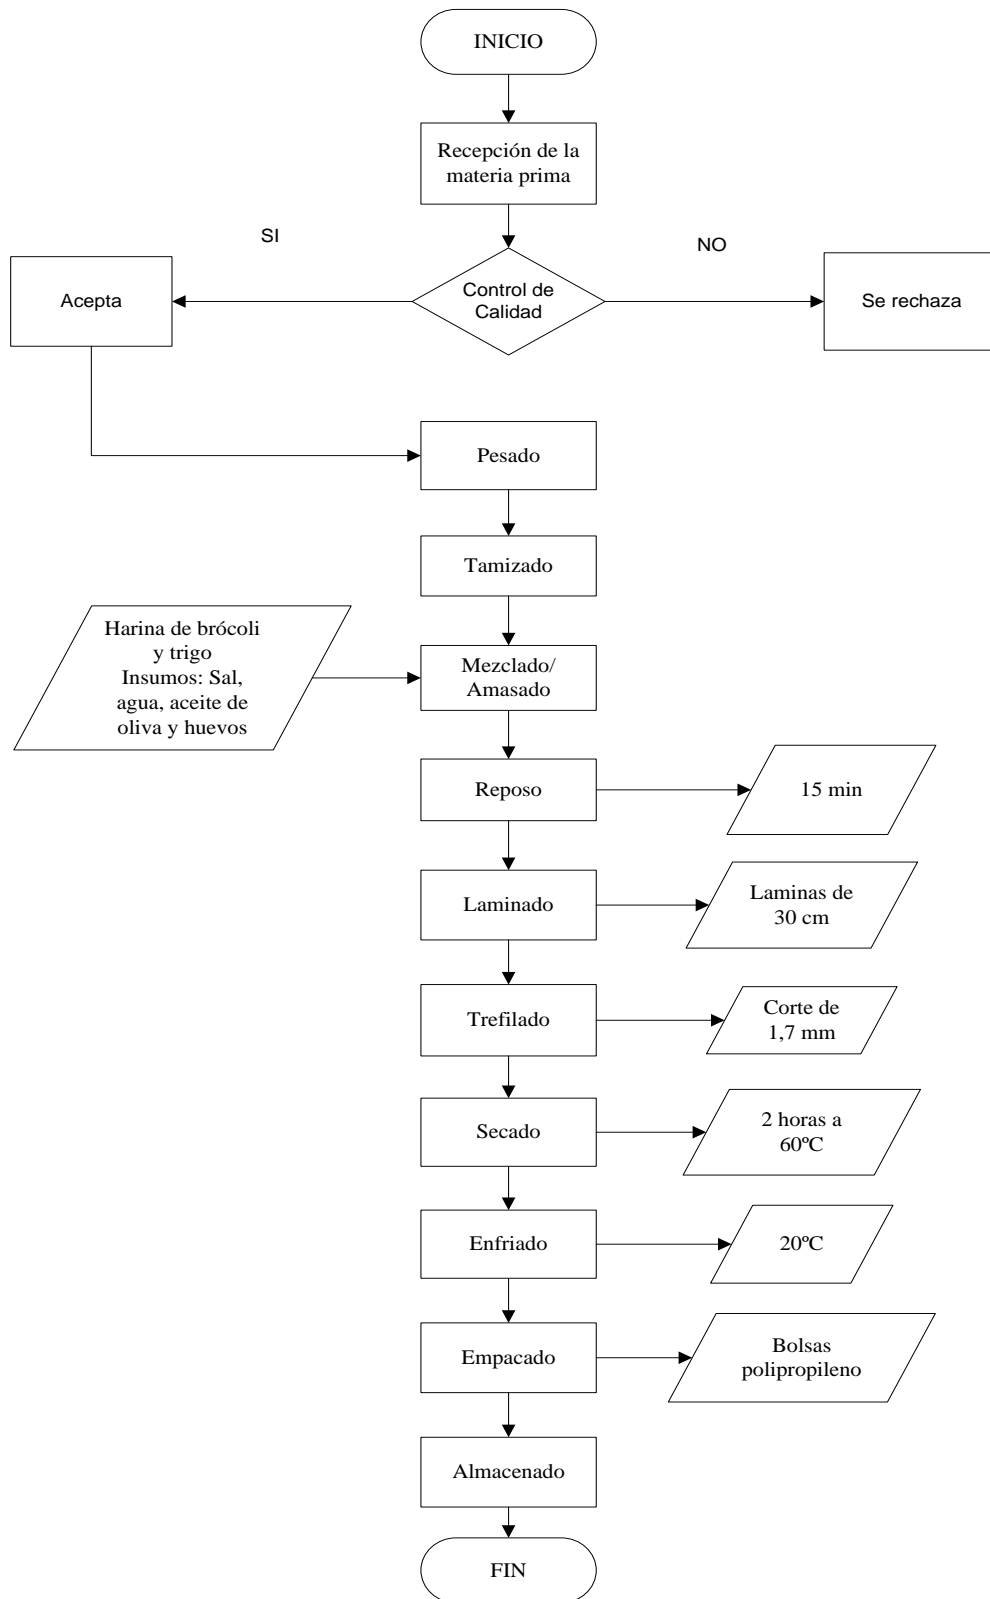 INICIO
Recepción de la
materia prima
SI
NO
Acepta
Control de
Calidad
Se rechaza
Pesado
Tamizado
Harina de brócoli
y trigo
Insumos: Sal,
agua, aceite de
oliva y huevos
Mezclado/
Amasado
Reposo
15 min
Laminado
Laminas de
30 cm
Trefilado
Corte de
1,7 mm
Secado
2 horas a
60ºC
Enfriado
20ºC
Empacado
Bolsas
polipropileno
Almacenado
FIN